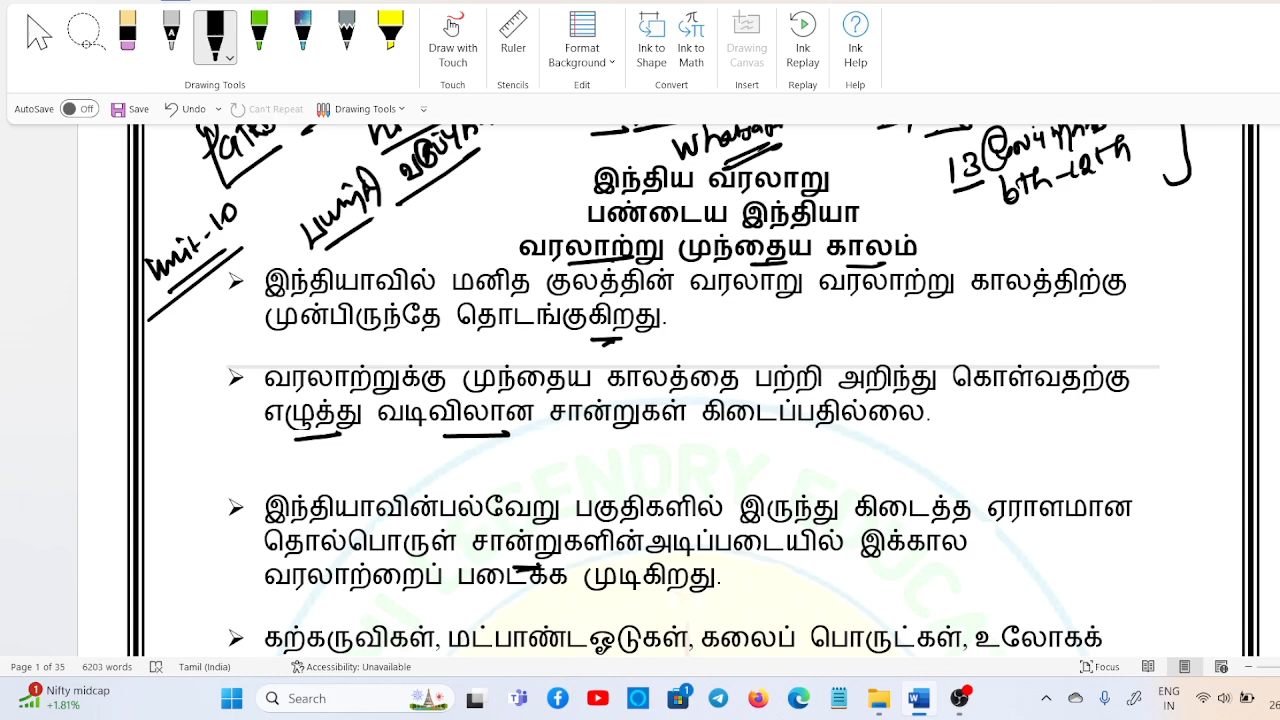 Draw with Touch
Ruler
Format Background
Ink to Shape
Ink to Math
Drawing Canvas
Ink Replay
Ink Help
Drawing Tools
Touch
Stencils
Edit
Convert
Insert
Replay
Help
AutoSave Off Save Undo Can't Repeat Drawing Tools
Whatsapp
13
6th-12th
unit-10
பயிற்சி
இந்திய வரலாறு
பண்டைய இந்தியா
வரலாற்று முந்தைய காலம்
➢ இந்தியாவில் மனித குலத்தின் வரலாறு வரலாற்று காலத்திற்கு
முன்பிருந்தே தொடங்குகிறது.
➢ வரலாற்றுக்கு முந்தைய காலத்தை பற்றி அறிந்து கொள்வதற்கு
எழுத்து வடிவிலான சான்றுகள் கிடைப்பதில்லை.
➢ இந்தியாவின்பல்வேறு பகுதிகளில் இருந்து கிடைத்த ஏராளமான
தொல்பொருள் சான்றுகளின்அடிப்படையில் இக்கால
வரலாற்றைப் படைக்க முடிகிறது.
➢ கற்கருவிகள், மட்பாண்டஓடுகள், கலைப் பொருட்கள், உலோகக்
Page 1 of 35 6203 words Tamil (India) Accessibility: Unavailable Focus
1 Nifty midcap
+1.81%
Search
1
ENG
IN